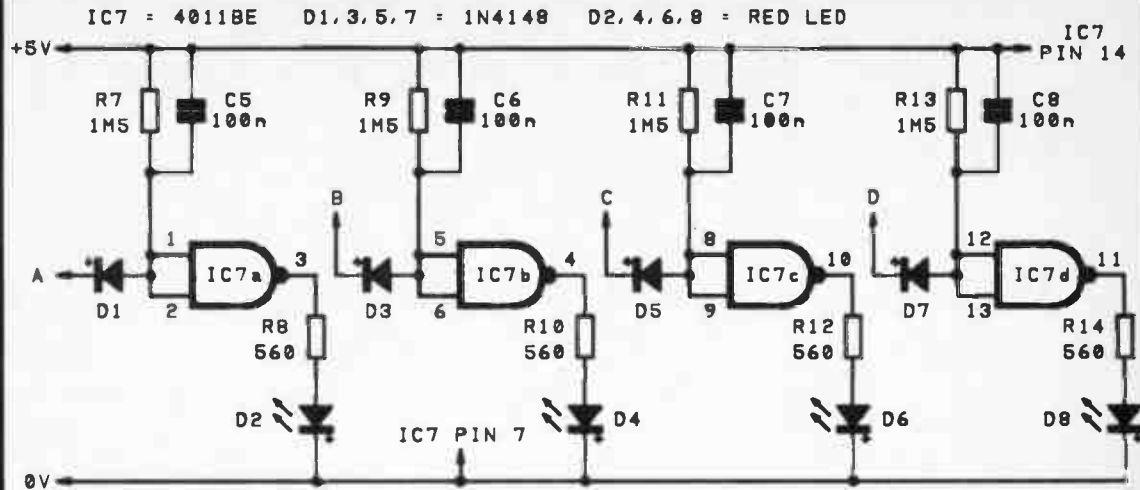 IC7 = 4011BE D1,3,5,7 = 1N4148 D2,4,6,8 = RED LED
+5V
IC7
PIN 14
R7
1M5
C5
100n
R9
1M5
C6
100n
R11
1M5
C7
100n
R13
1M5
C8
100n
A
D1
1
2
IC7a
3
R8
560
D2
B
D3
5
6
IC7b
4
R10
560
D4
C
D5
8
9
IC7c
10
R12
560
D6
D
D7
12
13
IC7d
11
R14
560
D8
IC7 PIN 7
0V